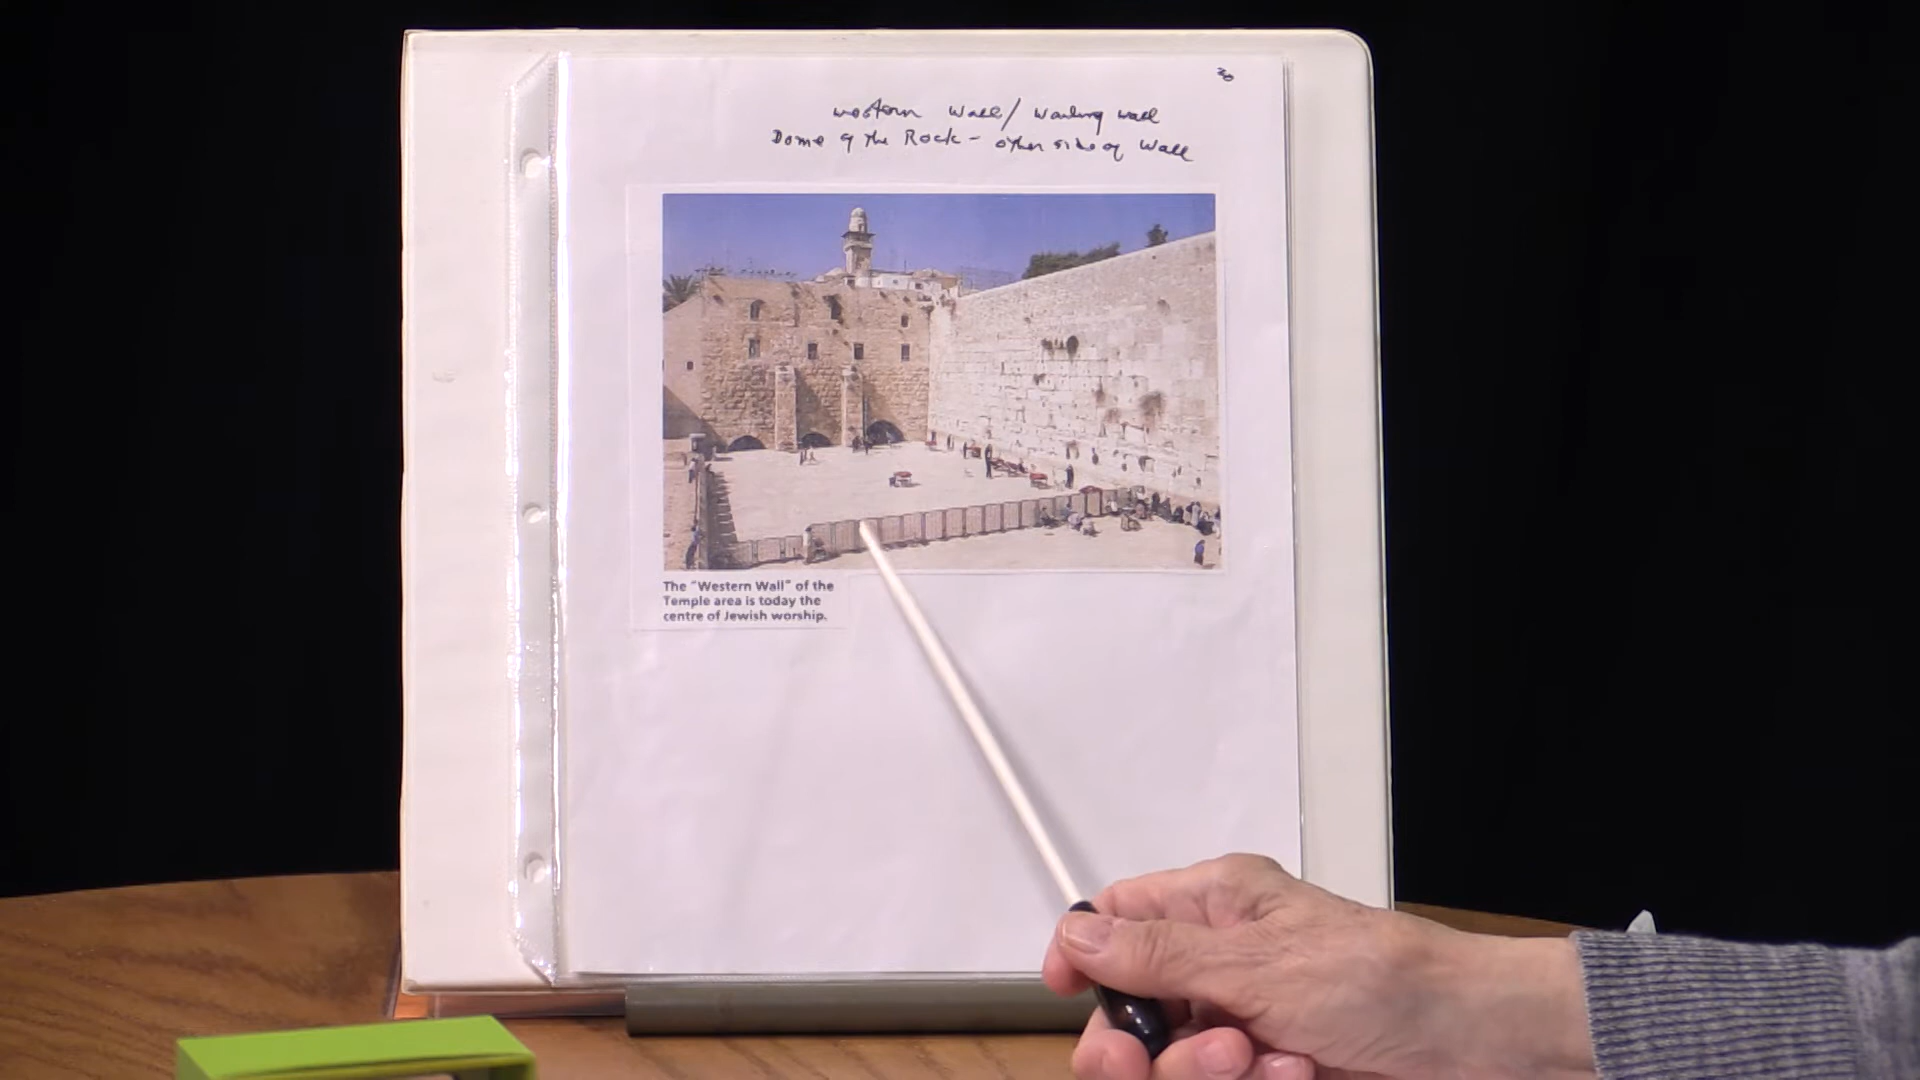 30
Western Wall/ Wailing wall
Dome of the Rock - other side of Wall
The "Western Wall" of the
Temple area is today the
centre of Jewish worship.